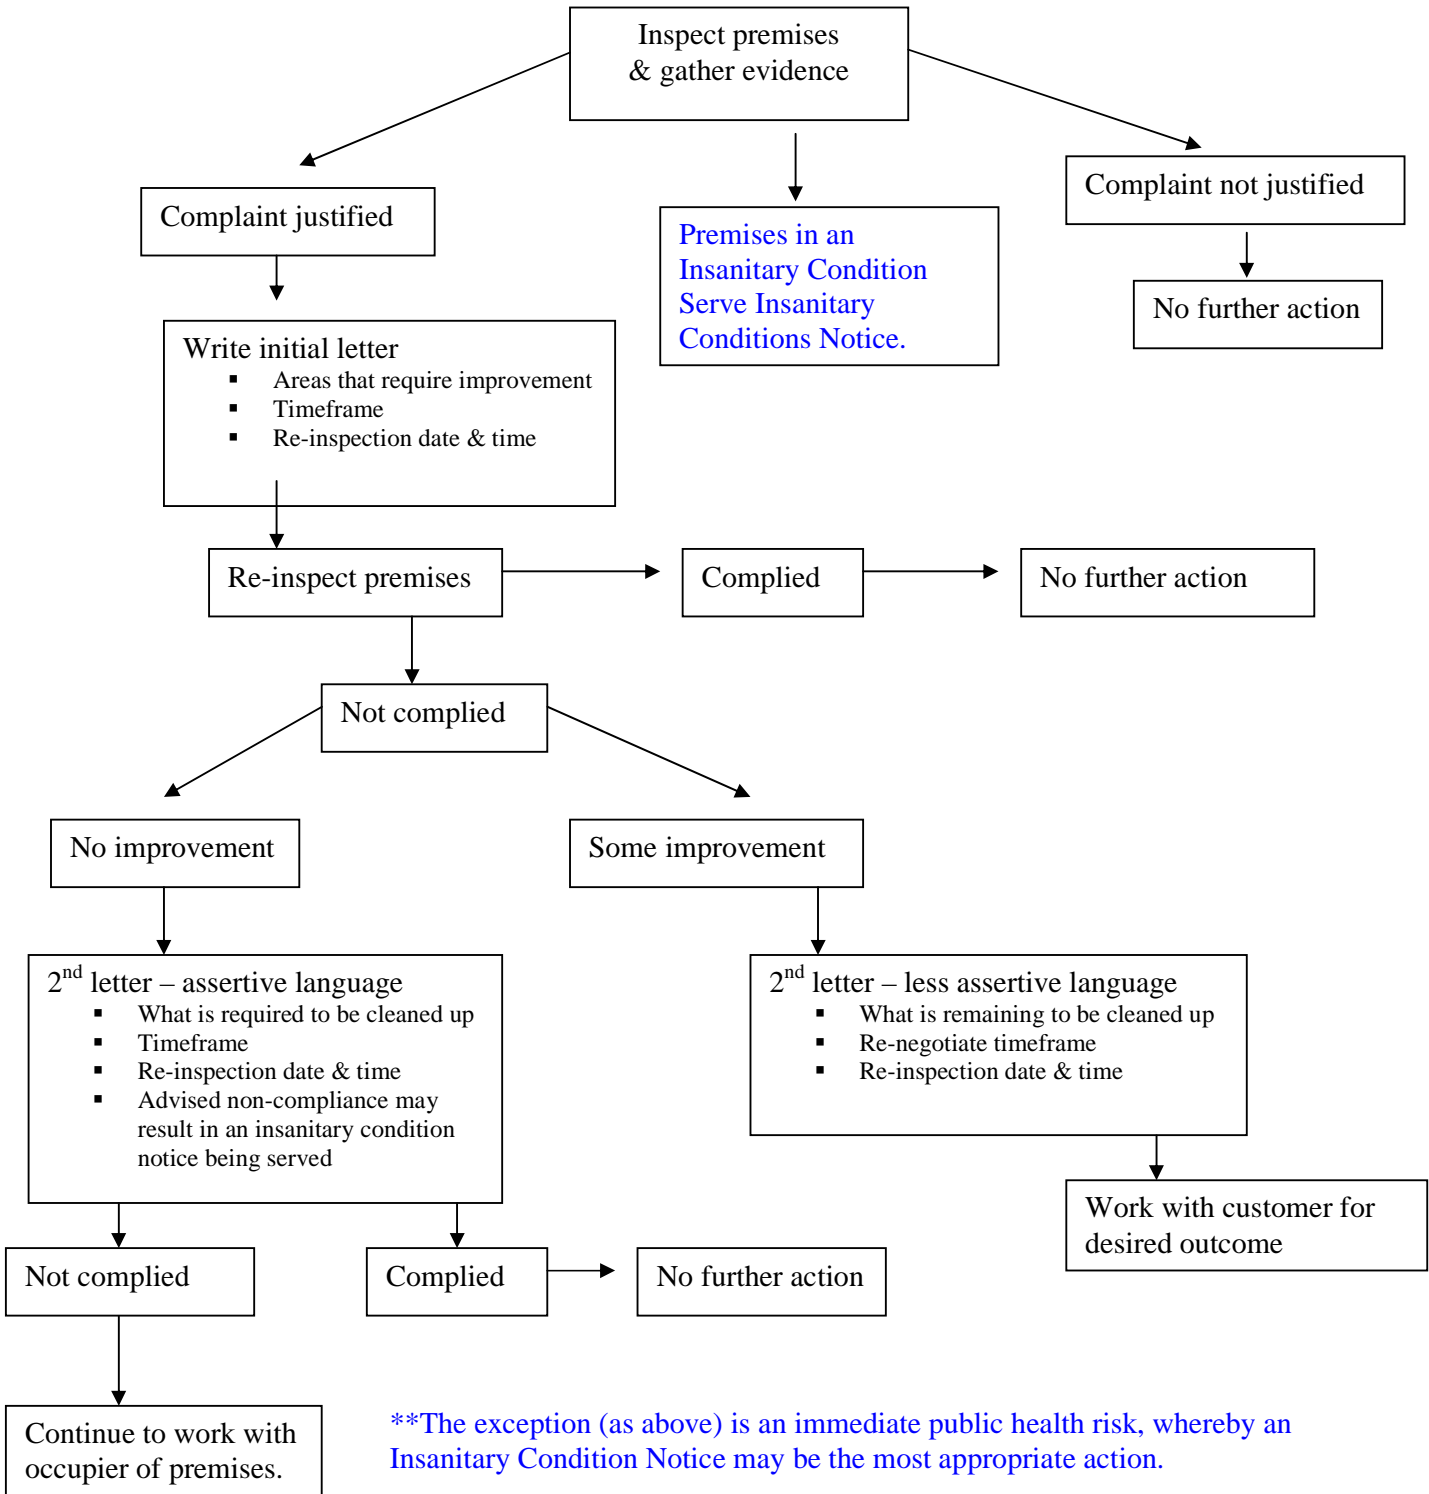 Inspect premises
& gather evidence
Complaint justified
Premises in an
Insanitary Condition
Serve Insanitary
Conditions Notice.
Complaint not justified
No further action
Write initial letter
▪ Areas that require improvement
▪ Timeframe
▪ Re-inspection date & time
Re-inspect premises
Complied
No further action
Not complied
No improvement
Some improvement
2nd letter – assertive language
▪ What is required to be cleaned up
▪ Timeframe
▪ Re-inspection date & time
▪ Advised non-compliance may
result in an insanitary condition
notice being served
2nd letter – less assertive language
▪ What is remaining to be cleaned up
▪ Re-negotiate timeframe
▪ Re-inspection date & time
Work with customer for
desired outcome
Not complied
Complied
No further action
Continue to work with
occupier of premises.
**The exception (as above) is an immediate public health risk, whereby an
Insanitary Condition Notice may be the most appropriate action.